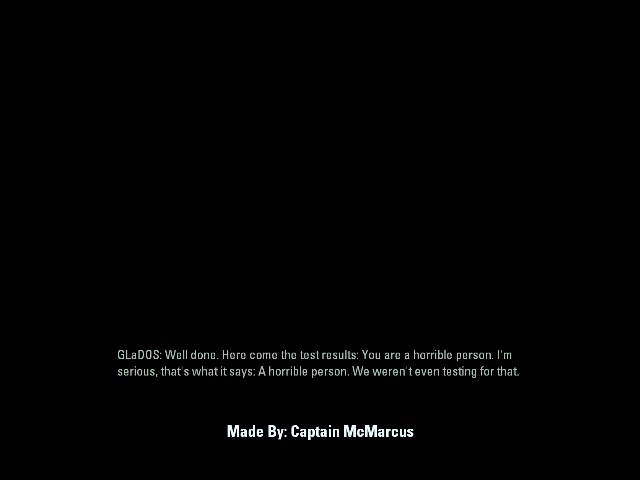 GLaDOS: Well done. Here come the test results: You are a horrible person. I'm
serious, that's what it says: A horrible person. We weren't even testing for that.
Made By: Captain McMarcus